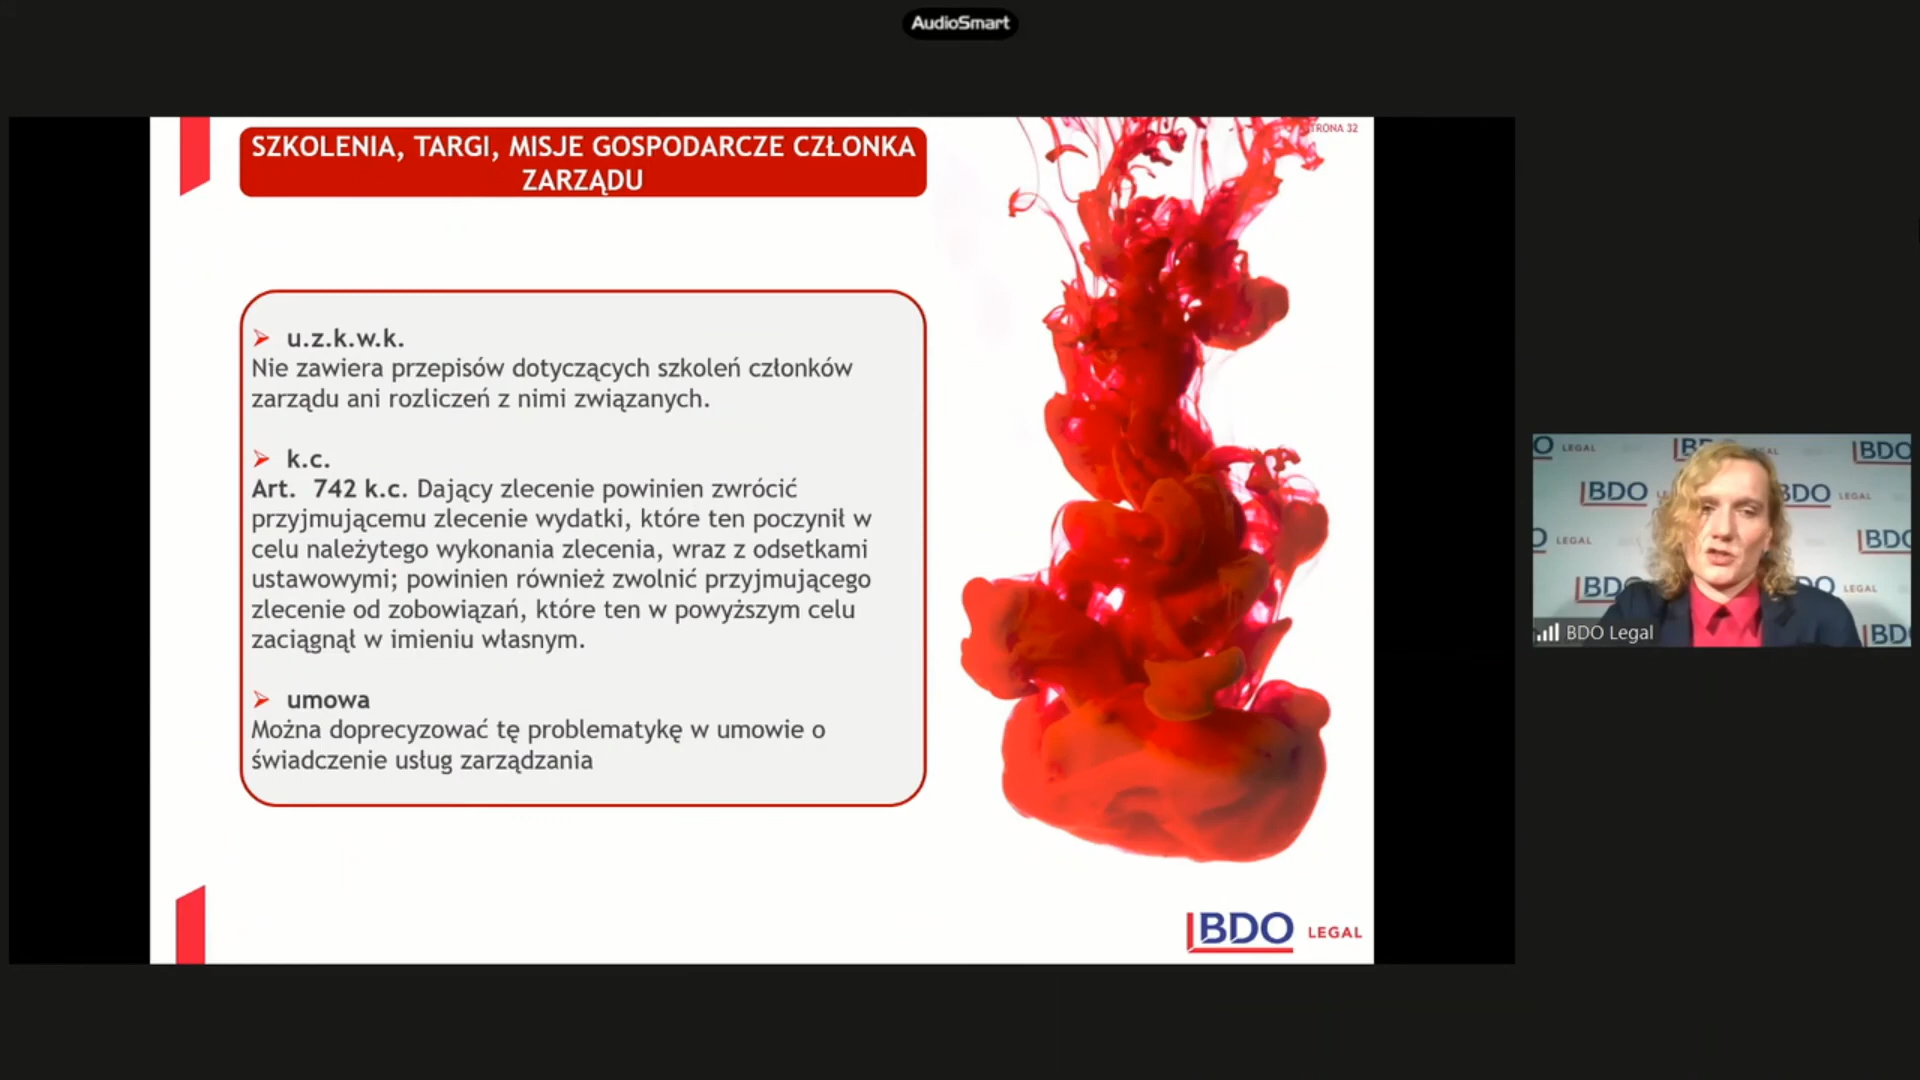 AudioSmart
STRONA 32
SZKOLENIA, TARGI, MISJE GOSPODARCZE CZŁONKA
ZARZĄDU
➢ u.z.k.w.k.
Nie zawiera przepisów dotyczących szkoleń członków
zarządu ani rozliczeń z nimi związanych.
➢ k.c.
Art. 742 k.c. Dający zlecenie powinien zwrócić
przyjmującemu zlecenie wydatki, które ten poczynił w
celu należytego wykonania zlecenia, wraz z odsetkami
ustawowymi; powinien również zwolnić przyjmującego
zlecenie od zobowiązań, które ten w powyższym celu
zaciągnął w imieniu własnym.
➢ umowa
Można doprecyzować tę problematykę w umowie o
świadczenie usług zarządzania
BDO LEGAL
BDO Legal